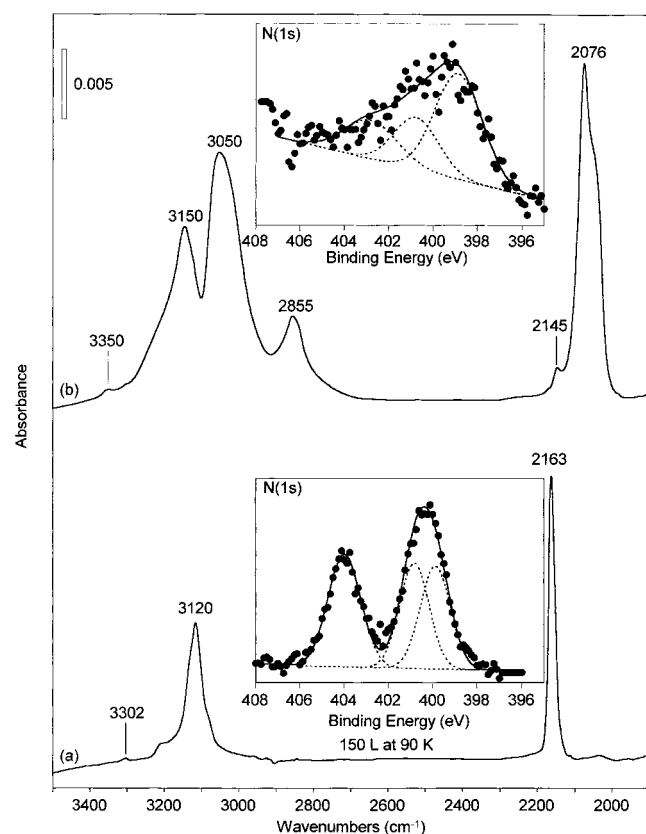 N(1s)
0.005
2076
3050
3150
408 406 404 402 400 398 396
Binding Energy (eV)
2855
2145
3350
(b)
Absorbance
N(1s)
2163
3120
408 406 404 402 400 398 396
Binding Energy (eV)
3302
150 L at 90 K
(a)
3400 3200 3000 2800 2600 2400 2200 2000
Wavenumbers (cm⁻¹)